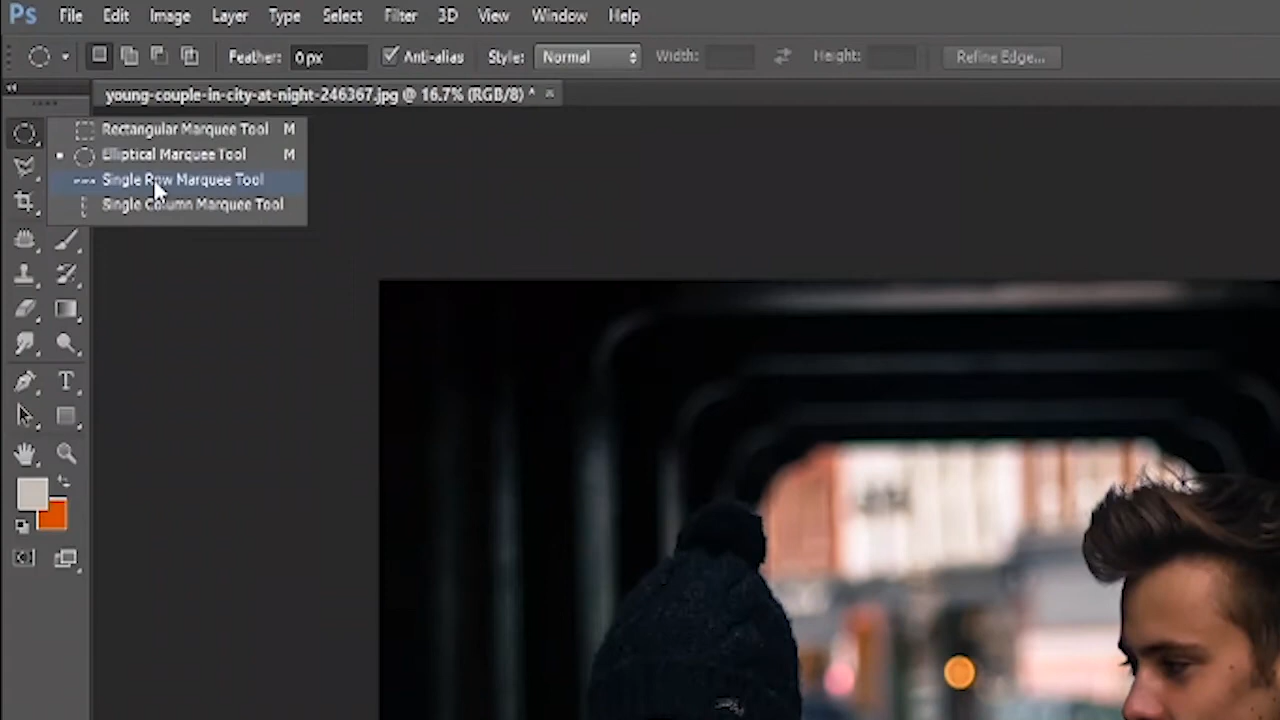 Ps File Edit Image Layer Type Select Filter 3D View Window Help
Feather: 0 px Anti-alias Style: Normal Width: Height: Refine Edge...
young-couple-in-city-at-night-246367.jpg @ 16.7% (RGB/8) *
Rectangular Marquee Tool M
Elliptical Marquee Tool M
Single Row Marquee Tool
Single Column Marquee Tool
T